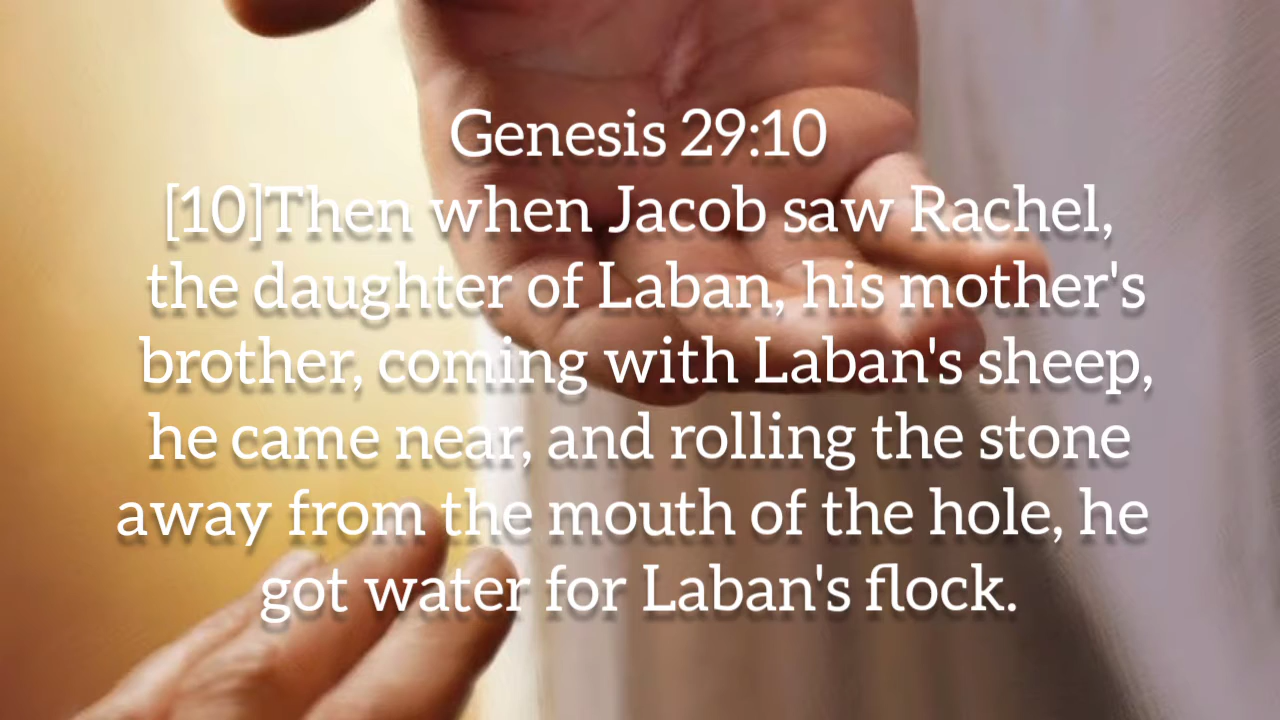 Genesis 29:10
[10]Then when Jacob saw Rachel,
the daughter of Laban, his mother's
brother, coming with Laban's sheep,
he came near, and rolling the stone
away from the mouth of the hole, he
got water for Laban's flock.